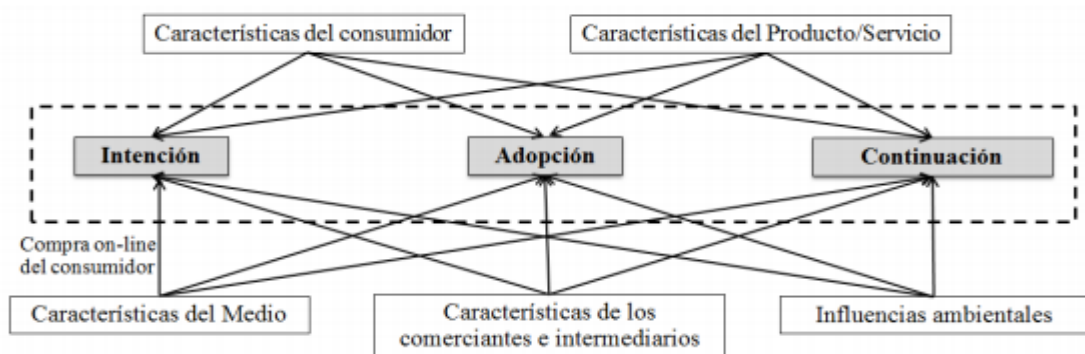 Características del consumidor
Características del Producto/Servicio
Intención
Adopción
Continuación
Compra on-line
del consumidor
Características del Medio
Características de los
comerciantes e intermediarios
Influencias ambientales